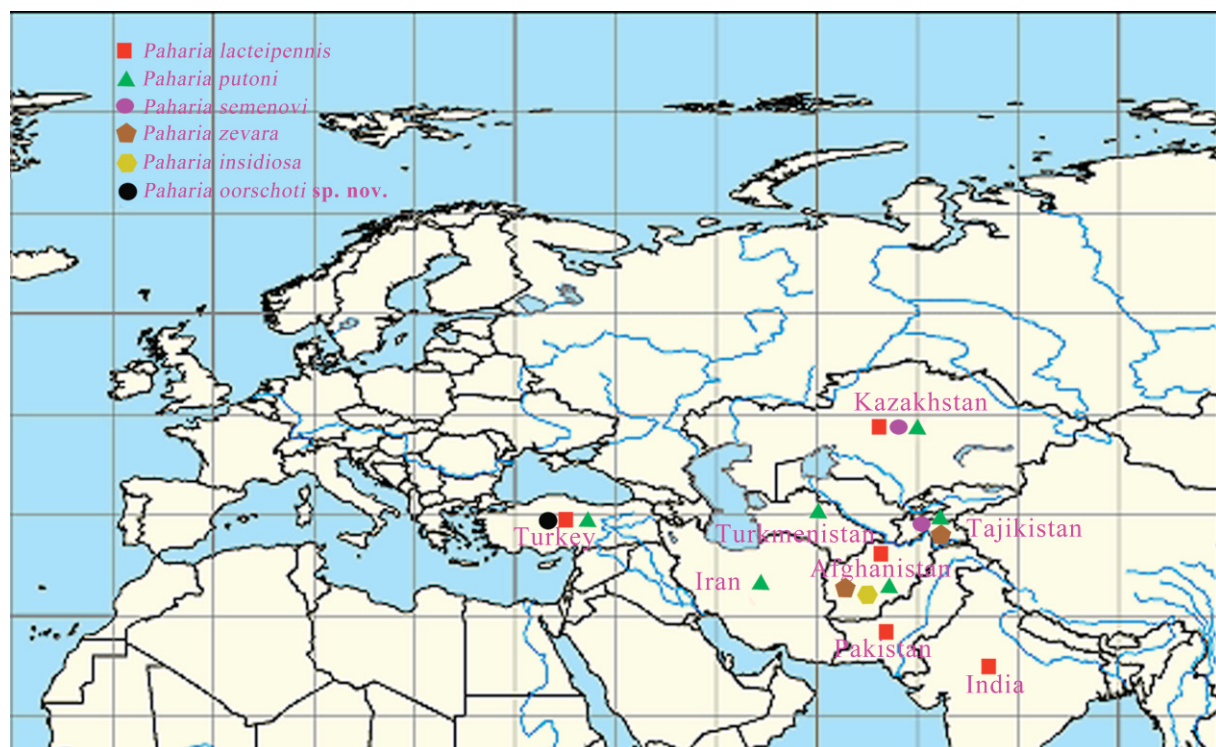 Paharia lacteipennis
Paharia putoni
Paharia semenovi
Paharia zevara
Paharia insidiosa
Paharia oorschoti sp. nov.
Kazakhstan
Turkey
Turkmenistan
Tajikistan
Iran
Afghanistan
Pakistan
India